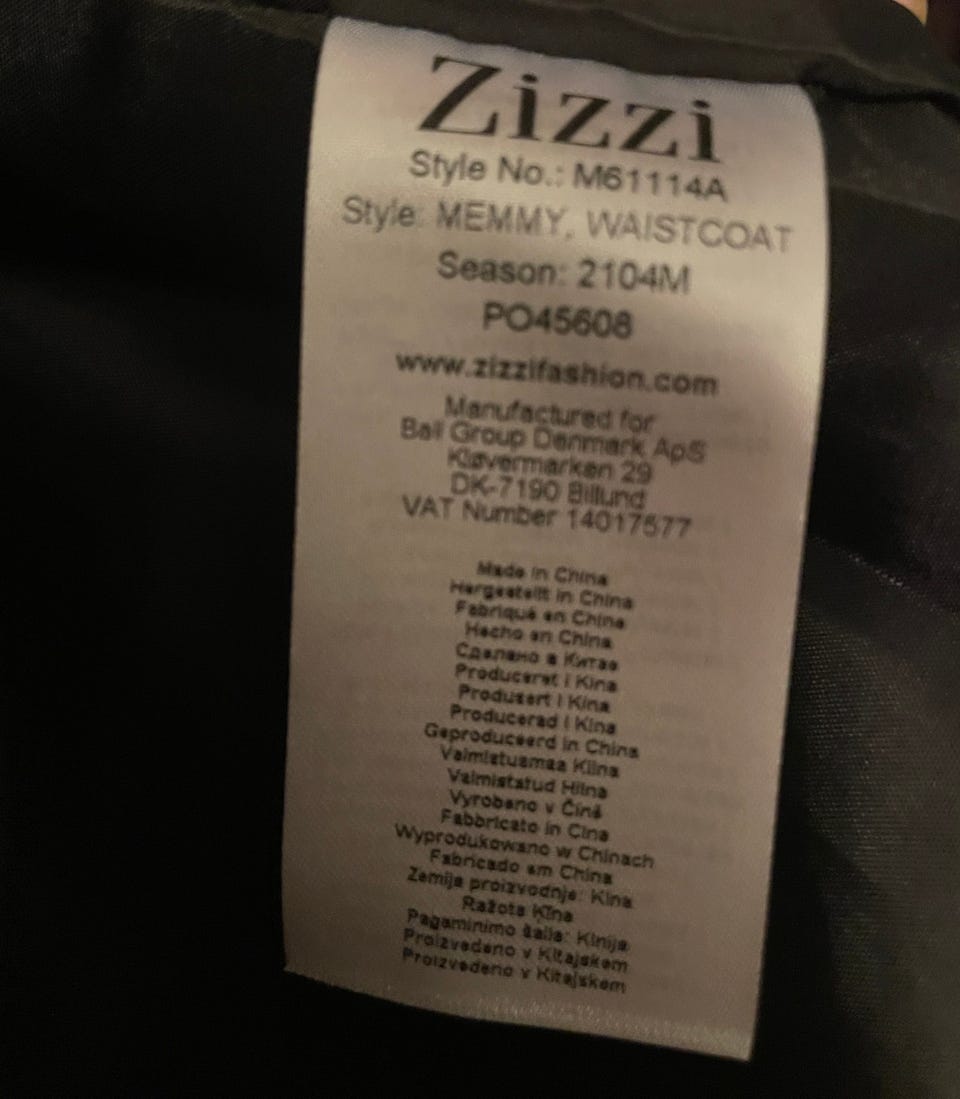 Zizzi
Style No.: M61114A
Style: MEMMY, WAISTCOAT
Season: 2104M
PO45608
www.zizzifashion.com
Manufactured for
Ball Group Denmark ApS
Kløvermarken 29
DK-7190 Billund
VAT Number 14017577
Made in China
Hergestellt in China
Fabriqué en China
Hecho en China
Сделано в Китае
Produceret i Kina
Produsert i Kina
Producerad i Kina
Geproduceerd in China
Valmistusmaa Kiina
Valmistatud Hiina
Vyrobeno v Číně
Fabbricato in Cina
Wyprodukowano w Chinach
Fabricado em China
Zemlja proizvodnje: Kina
Ražota Ķīna
Pagaminimo šalis: Kinija
Proizvedeno v Kitajskem
Proizvedeno v Kitajskem